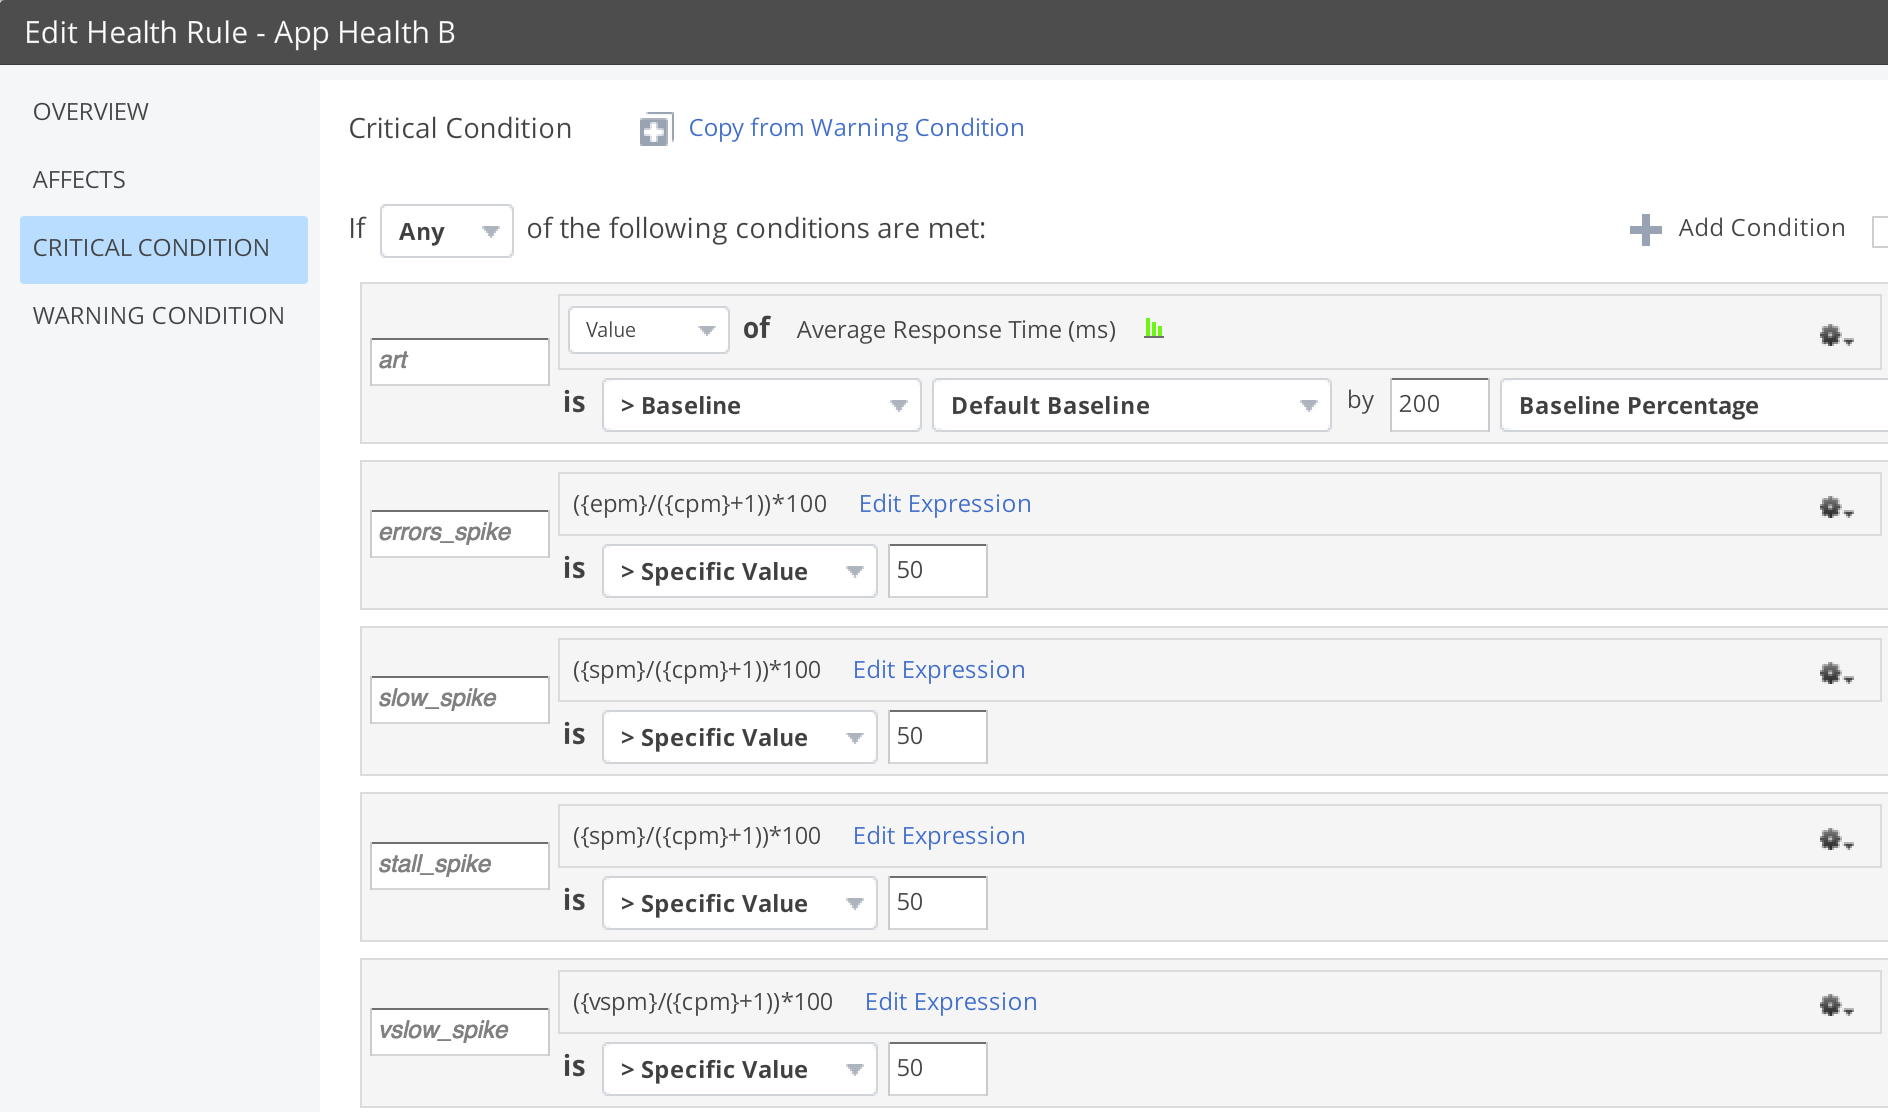 Edit Health Rule - App Health B
OVERVIEW
AFFECTS
CRITICAL CONDITION
WARNING CONDITION
Critical Condition Copy from Warning Condition
If Any of the following conditions are met: Add Condition
art
Value of Average Response Time (ms)
is > Baseline Default Baseline by 200 Baseline Percentage
errors_spike
({epm}/({cpm}+1))*100 Edit Expression
is > Specific Value 50
slow_spike
({spm}/({cpm}+1))*100 Edit Expression
is > Specific Value 50
stall_spike
({spm}/({cpm}+1))*100 Edit Expression
is > Specific Value 50
vslow_spike
({vspm}/({cpm}+1))*100 Edit Expression
is > Specific Value 50